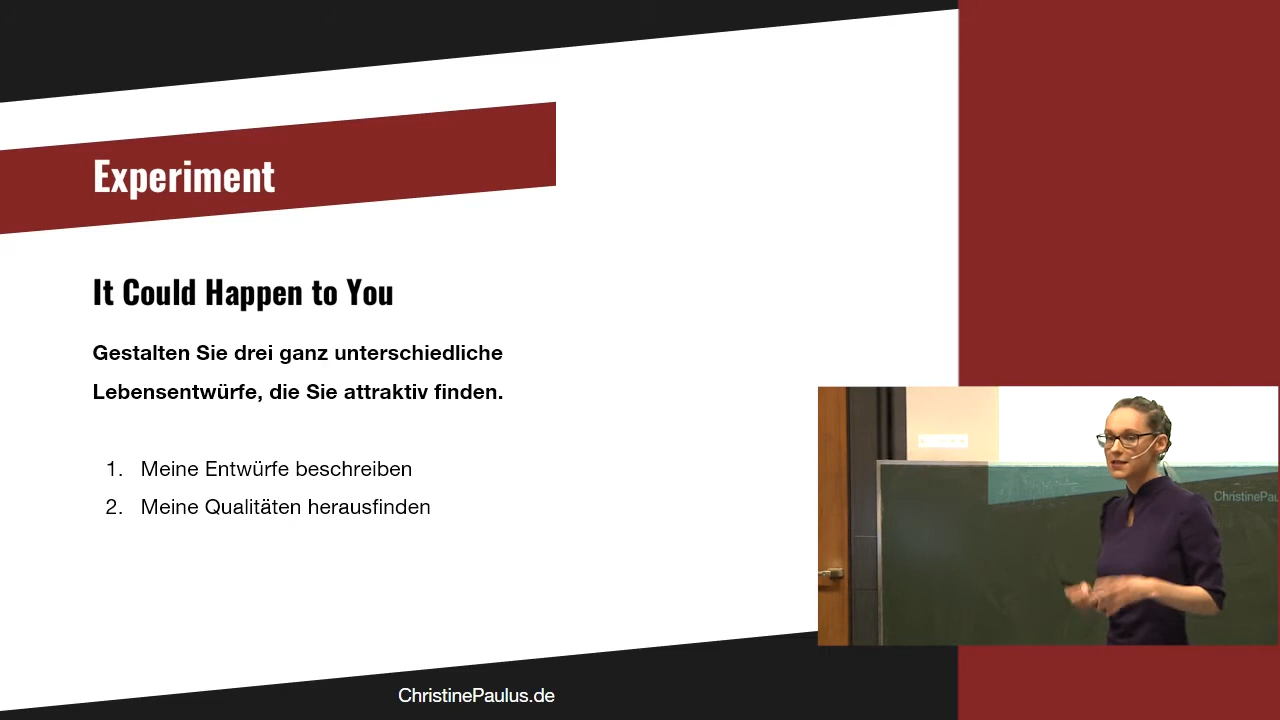 Experiment
It Could Happen to You
Gestalten Sie drei ganz unterschiedliche
Lebensentwürfe, die Sie attraktiv finden.
1. Meine Entwürfe beschreiben
2. Meine Qualitäten herausfinden
ChristinePau
ChristinePaulus.de